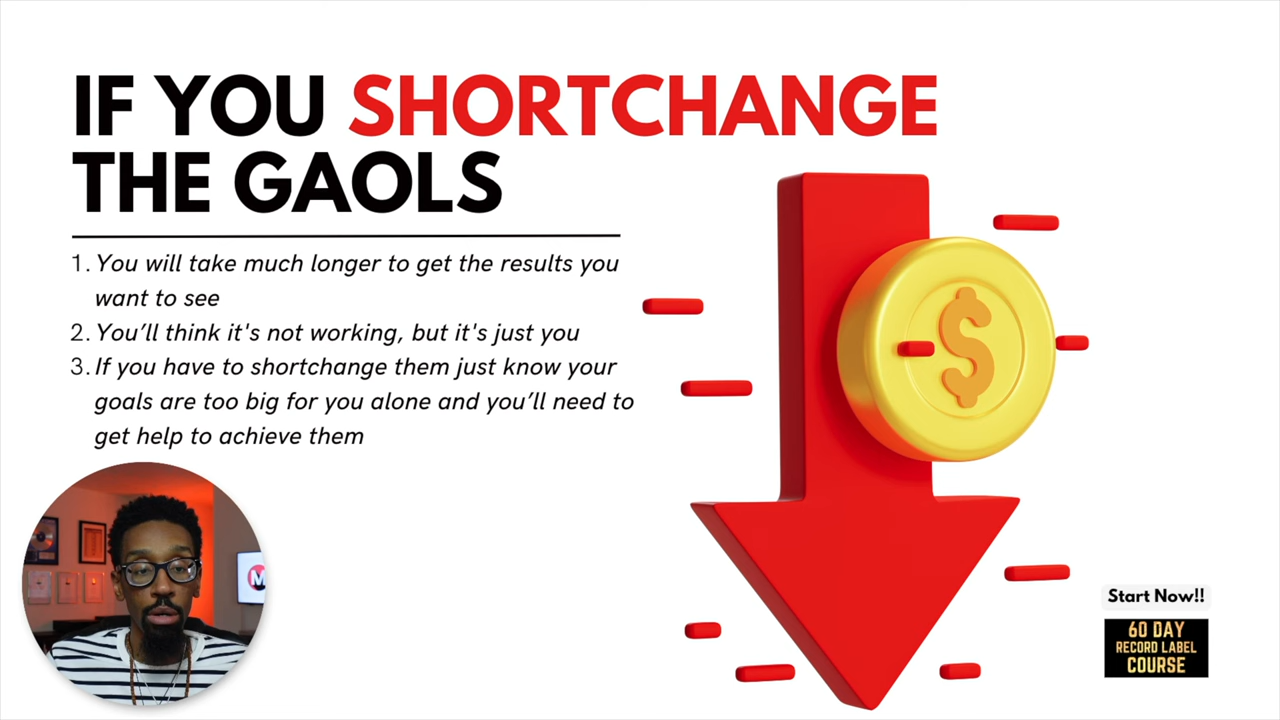 IF YOU SHORTCHANGE
THE GAOLS
1. You will take much longer to get the results you
want to see
2. You’ll think it's not working, but it's just you
3. If you have to shortchange them just know your
goals are too big for you alone and you’ll need to
get help to achieve them
$
M
Start Now!!
60 DAY
RECORD LABEL
COURSE